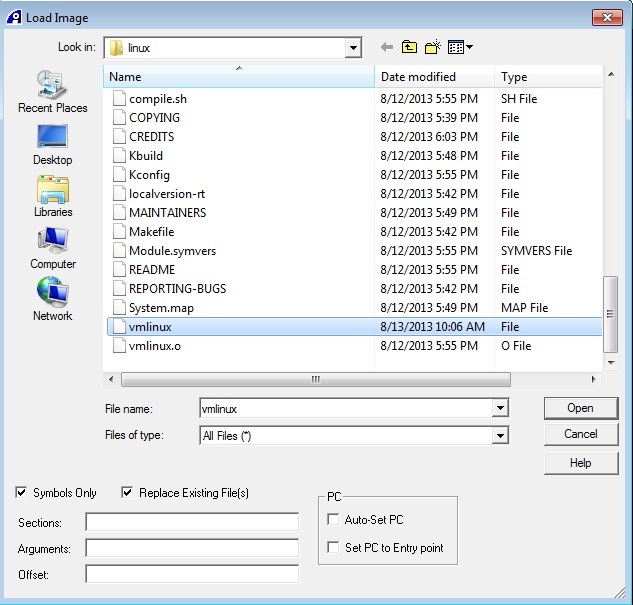 Load Image
Look in: linux
Name Date modified Type
compile.sh 8/12/2013 5:55 PM SH File
COPYING 8/12/2013 5:39 PM File
CREDITS 8/12/2013 6:03 PM File
Kbuild 8/12/2013 5:48 PM File
Kconfig 8/12/2013 5:55 PM File
localversion-rt 8/12/2013 5:42 PM File
MAINTAINERS 8/12/2013 5:49 PM File
Makefile 8/12/2013 5:42 PM File
Module.symvers 8/12/2013 5:55 PM SYMVERS File
README 8/12/2013 5:55 PM File
REPORTING-BUGS 8/12/2013 5:42 PM File
System.map 8/12/2013 5:49 PM MAP File
vmlinux 8/13/2013 10:06 AM File
vmlinux.o 8/12/2013 5:55 PM O File
Recent Places
Desktop
Libraries
Computer
Network
File name: vmlinux Open
Files of type: All Files (*) Cancel
Help
Symbols Only Replace Existing File(s)
PC
Sections: Auto-Set PC
Arguments: Set PC to Entry point
Offset: